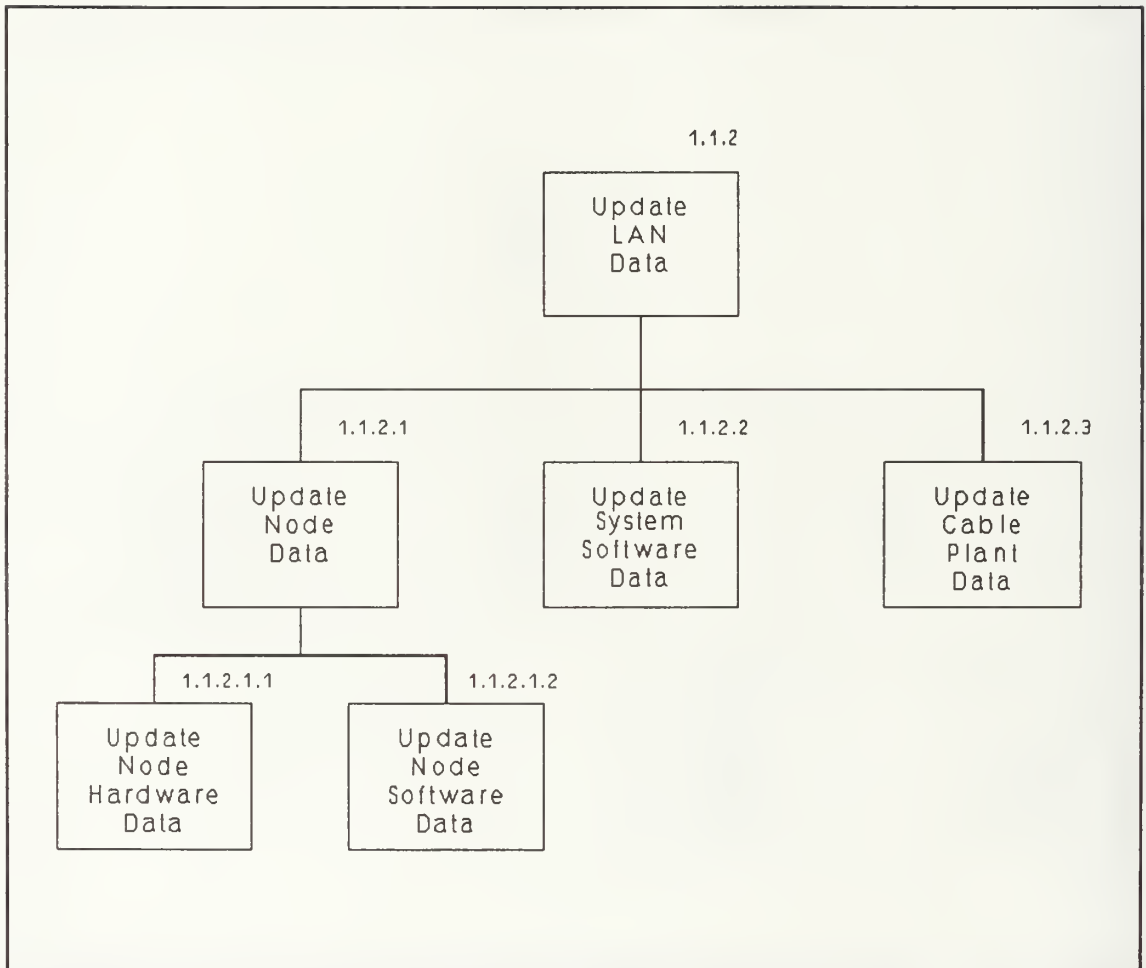 1.1.2
Update
LAN
Data
1.1.2.1
Update
Node
Data
1.1.2.2
Update
System
Software
Data
1.1.2.3
Update
Cable
Plant
Data
1.1.2.1.1
Update
Node
Hardware
Data
1.1.2.1.2
Update
Node
Software
Data